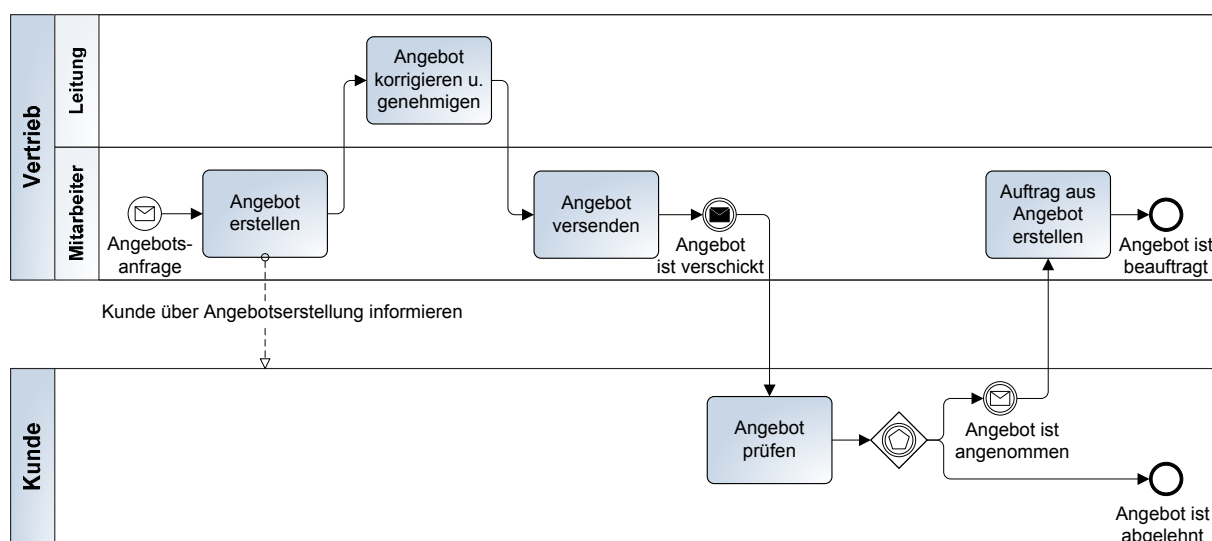 Vertrieb
Leitung
Mitarbeiter
Angebot
korrigieren u.
genehmigen
Angebots-
anfrage
Angebot
erstellen
Angebot
versenden
Angebot
ist verschickt
Auftrag aus
Angebot
erstellen
Angebot ist
beauftragt
Kunde über Angebotserstellung informieren
Kunde
Angebot
prüfen
Angebot ist
angenommen
Angebot ist
abgelehnt